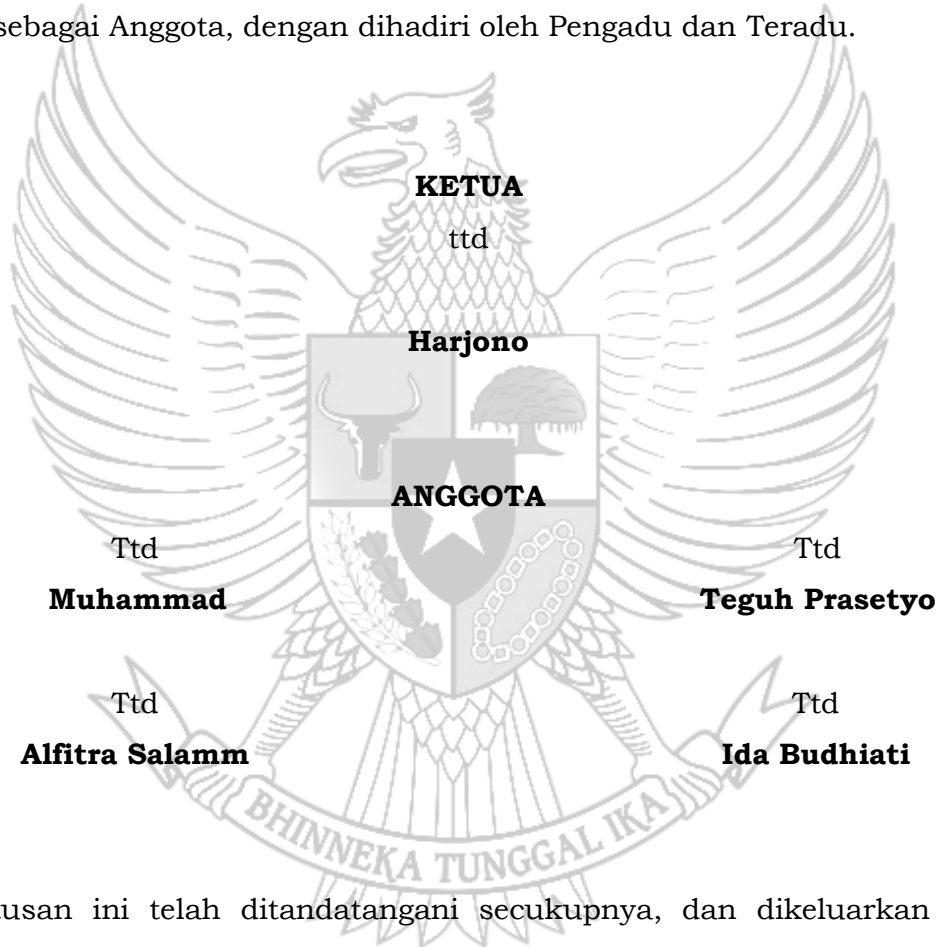 sebagai Anggota, dengan dihadiri oleh Pengadu dan Teradu.
KETUA
ttd
Harjono
ANGGOTA
Ttd Ttd
Muhammad Teguh Prasetyo
Ttd Ttd
Alfitra Salamm Ida Budhiati
BHINNEKA TUNGGAL IKA
usan ini telah ditandatangani secukupnya, dan dikeluarkan